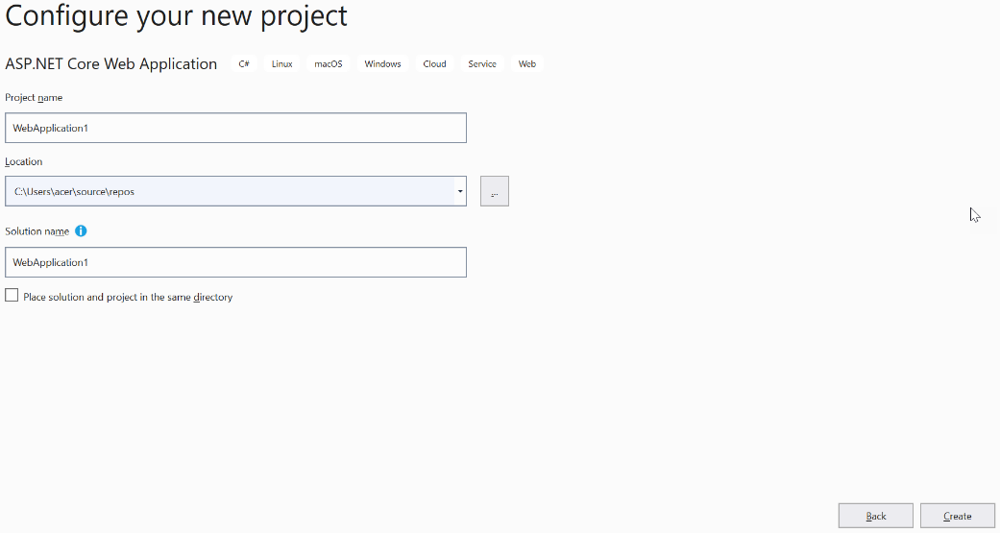 Configure your new project
ASP.NET Core Web Application C# Linux macOS Windows Cloud Service Web
Project name
WebApplication1
Location
C:\Users\acer\source\repos
...
Solution name
WebApplication1
Place solution and project in the same directory
Back Create